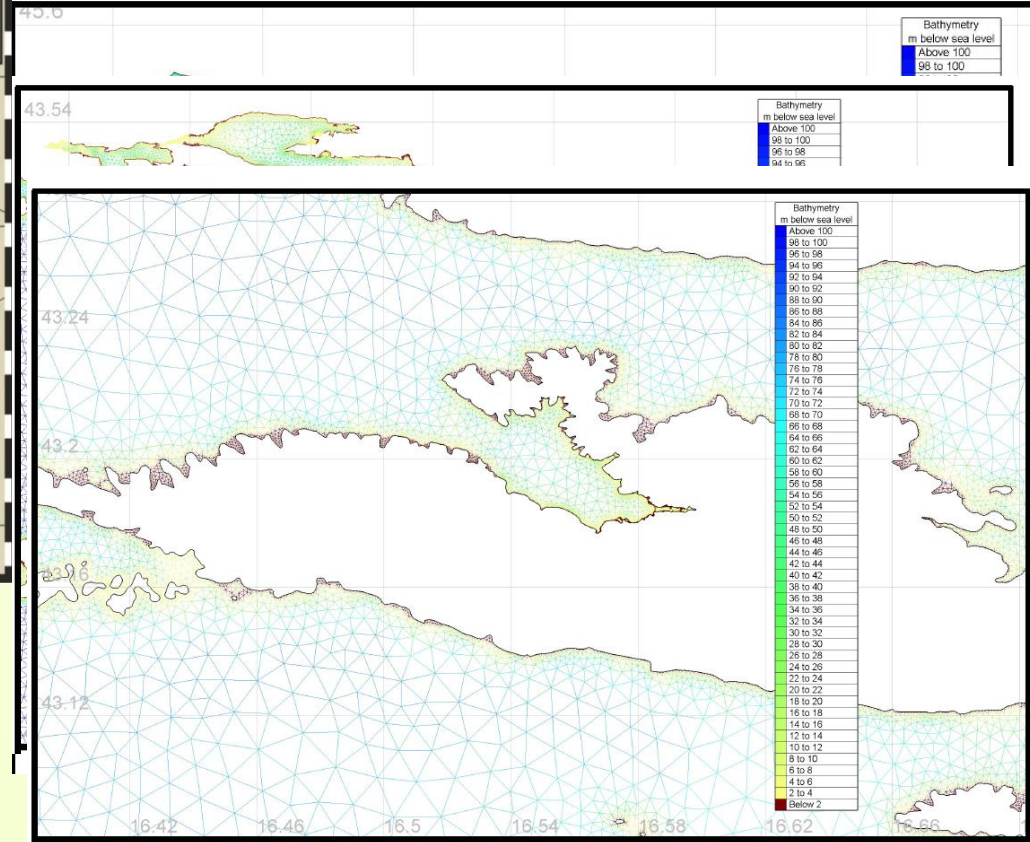 45.6
Bathymetry
m below sea level
Above 100
98 to 100
43.54
Bathymetry
m below sea level
Above 100
98 to 100
96 to 98
94 to 96
Bathymetry
m below sea level
Above 100
98 to 100
96 to 98
94 to 96
92 to 94
90 to 92
88 to 90
86 to 88
84 to 86
82 to 84
80 to 82
78 to 80
76 to 78
74 to 76
72 to 74
70 to 72
68 to 70
66 to 68
64 to 66
62 to 64
60 to 62
58 to 60
56 to 58
54 to 56
52 to 54
50 to 52
48 to 50
46 to 48
44 to 46
42 to 44
40 to 42
38 to 40
36 to 38
34 to 36
32 to 34
30 to 32
28 to 30
26 to 28
24 to 26
22 to 24
20 to 22
18 to 20
16 to 18
14 to 16
12 to 14
10 to 12
8 to 10
6 to 8
4 to 6
2 to 4
Below 2
43.24
43.2
43.16
43.12
16.42
16.46
16.5
16.54
16.58
16.62
16.66